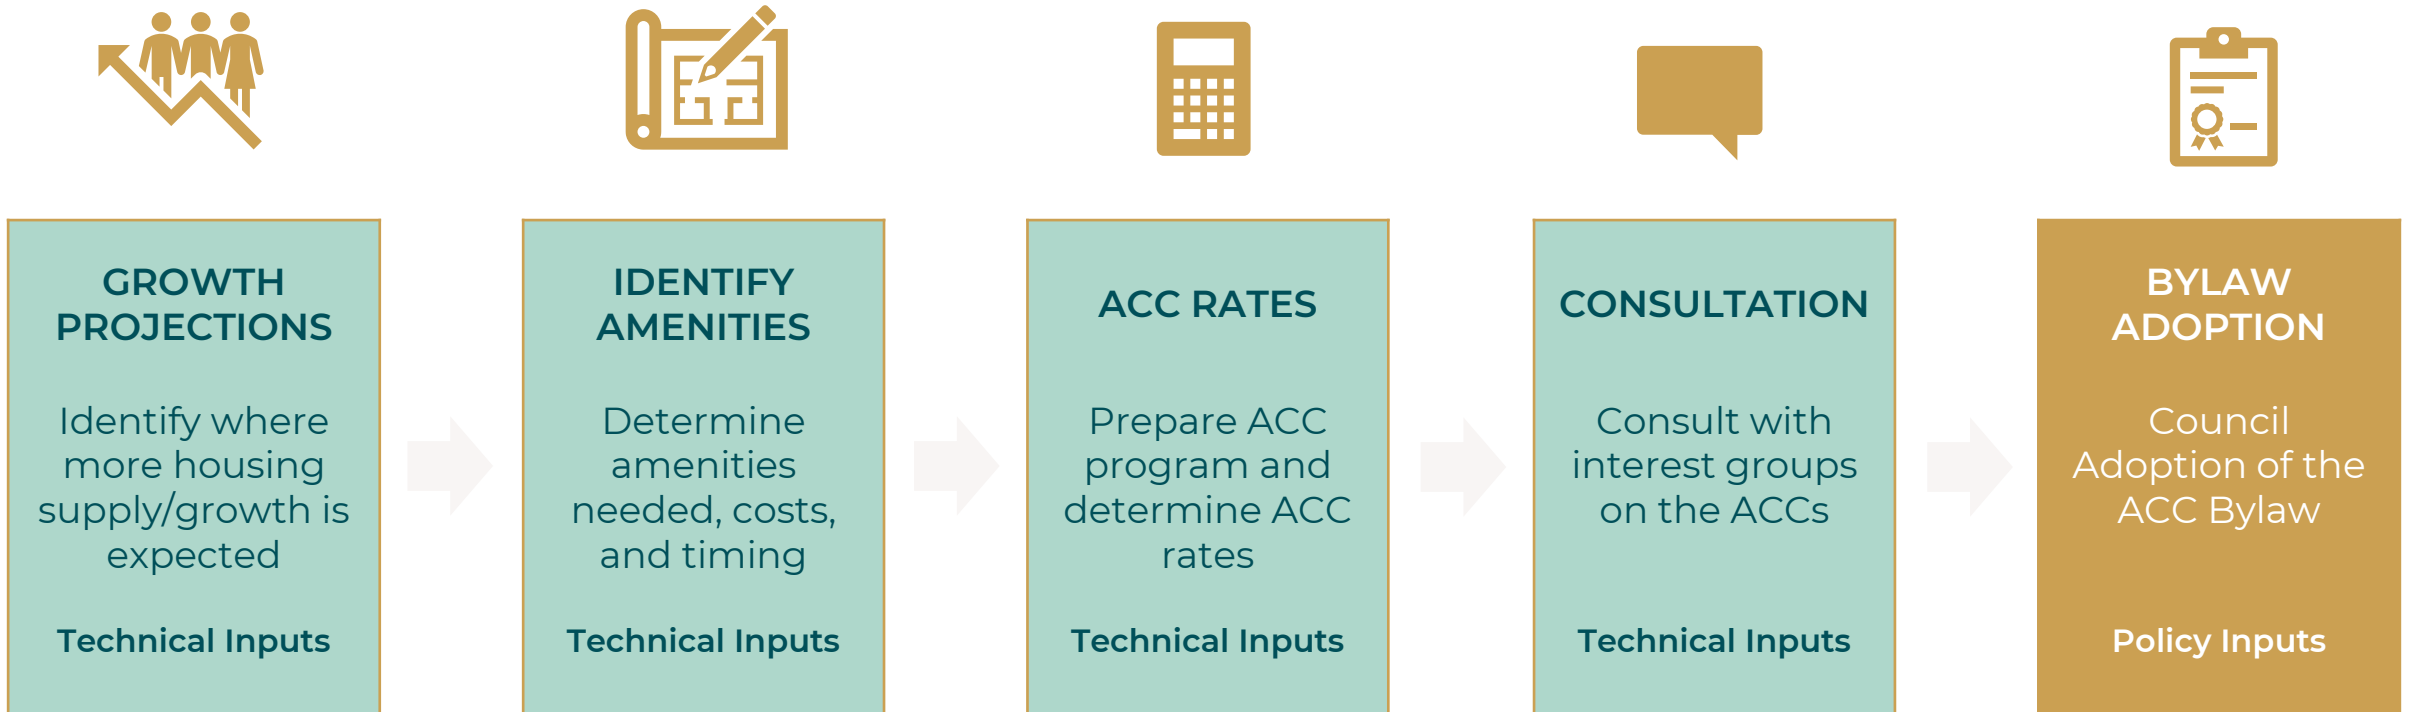 GROWTH
PROJECTIONS
Identify where
more housing
supply/growth is
expected
Technical Inputs
IDENTIFY
AMENITIES
Determine
amenities
needed, costs,
and timing
Technical Inputs
ACC RATES
Prepare ACC
program and
determine ACC
rates
Technical Inputs
CONSULTATION
Consult with
interest groups
on the ACCs
Technical Inputs
BYLAW
ADOPTION
Council
Adoption of the
ACC Bylaw
Policy Inputs